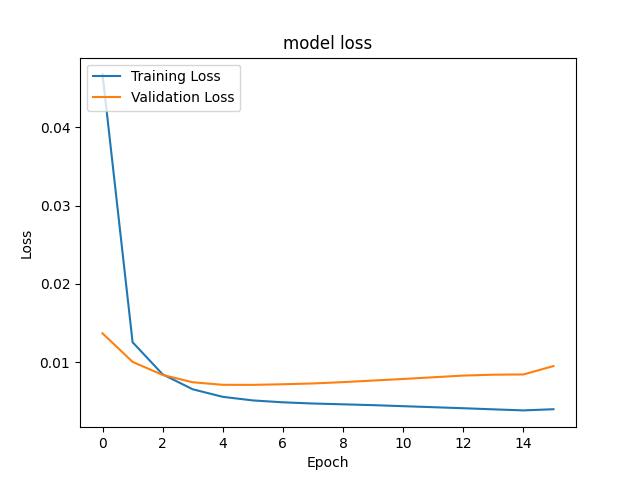 model loss
Training Loss
Validation Loss
0.04
0.03
0.02
0.01
Loss
0 2 4 6 8 10 12 14
Epoch